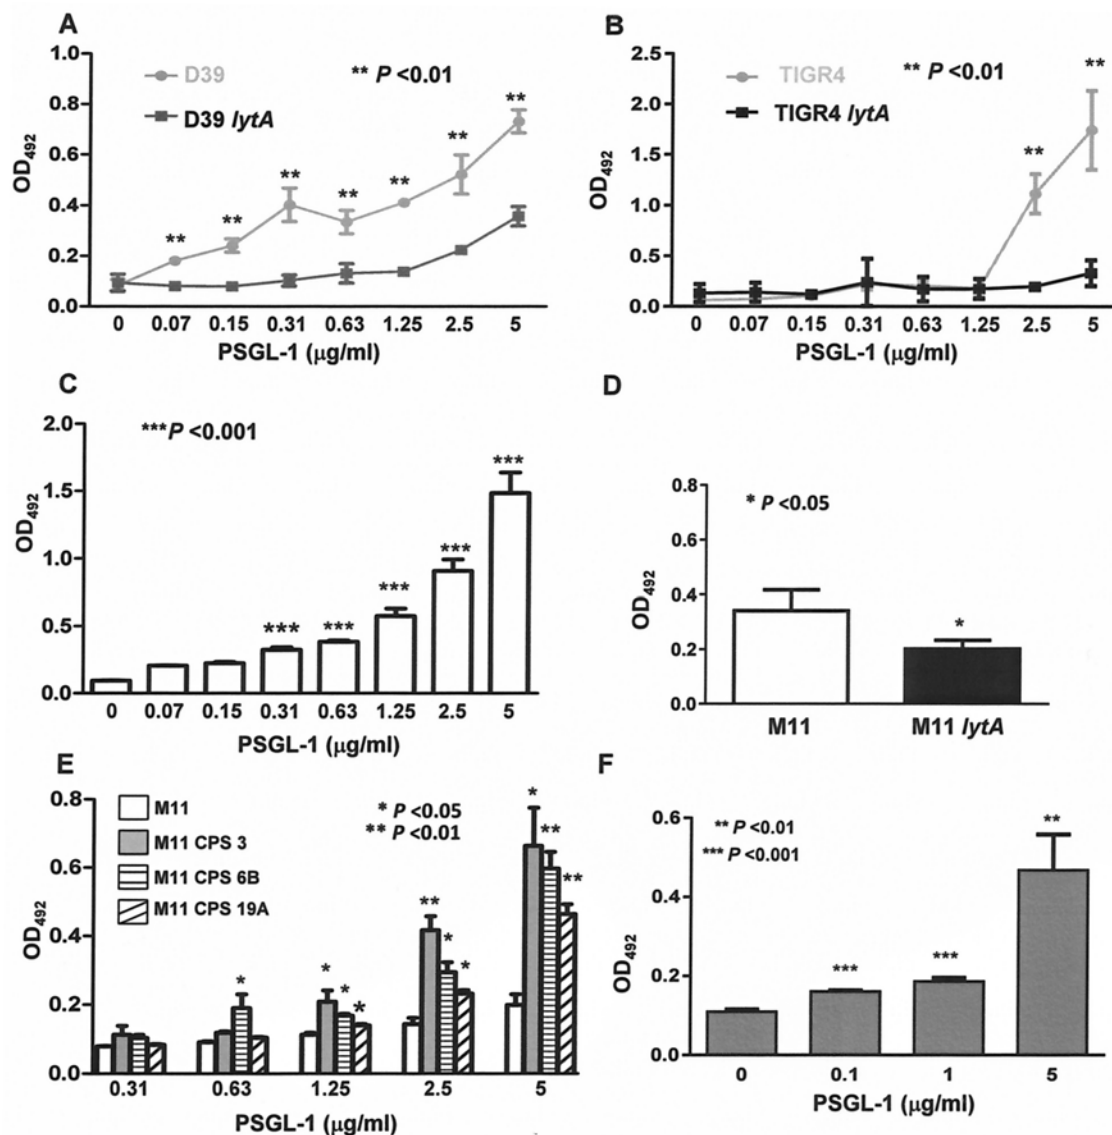 A
1.0
0.8
0.6
0.4
0.2
0.0
OD492
D39
D39 lytA
** P <0.01
** ** ** ** ** ** **
0 0.07 0.15 0.31 0.63 1.25 2.5 5
PSGL-1 (μg/ml)
B
2.5
2.0
1.5
1.0
0.5
0.0
OD492
TIGR4
TIGR4 lytA
** P <0.01
** **
0 0.07 0.15 0.31 0.63 1.25 2.5 5
PSGL-1 (μg/ml)
C
2.0
1.5
1.0
0.5
0.0
OD492
***P <0.001
*** *** *** *** ***
0 0.07 0.15 0.31 0.63 1.25 2.5 5
PSGL-1 (μg/ml)
D
0.8
0.6
0.4
0.2
0.0
OD492
* P <0.05
*
M11 M11 lytA
E
0.8
0.6
0.4
0.2
0.0
OD492
M11
M11 CPS 3
M11 CPS 6B
M11 CPS 19A
* P <0.05
** P <0.01
* * * * ** * * * ** **
0.31 0.63 1.25 2.5 5
PSGL-1 (μg/ml)
F
0.6
0.4
0.2
0.0
OD492
** P <0.01
*** P <0.001
*** *** **
0 0.1 1 5
PSGL-1 (μg/ml)